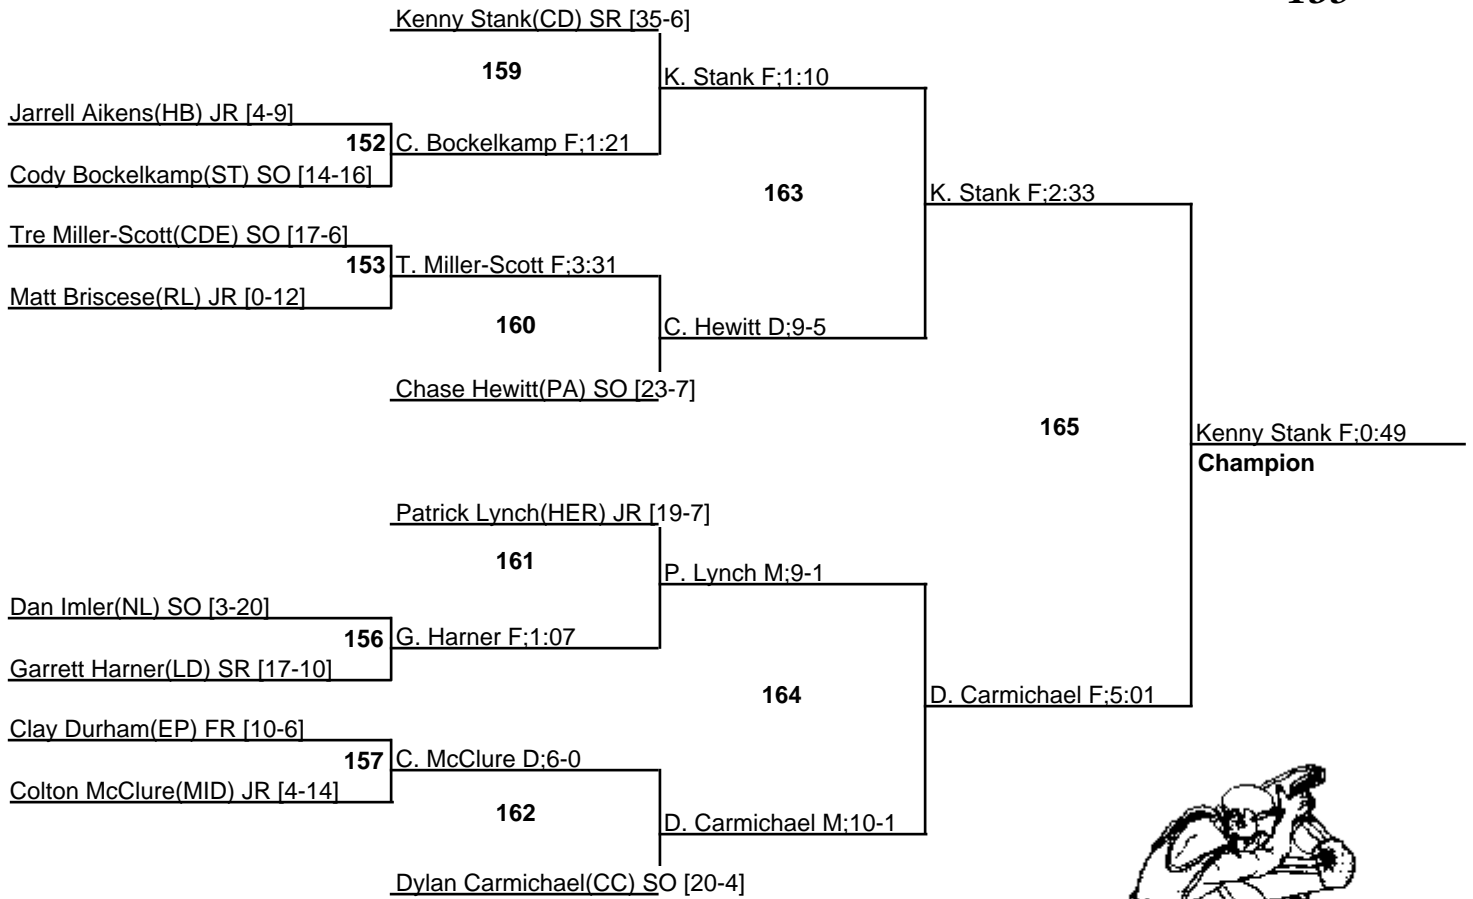 Kenny Stank(CD) SR [35-6]
159
K. Stank F;1:10
Jarrell Aikens(HB) JR [4-9]
152
C. Bockelkamp F;1:21
Cody Bockelkamp(ST) SO [14-16]
163
K. Stank F;2:33
Tre Miller-Scott(CDE) SO [17-6]
153
T. Miller-Scott F;3:31
Matt Briscese(RL) JR [0-12]
160
C. Hewitt D;9-5
Chase Hewitt(PA) SO [23-7]
165
Kenny Stank F;0:49
Champion
Patrick Lynch(HER) JR [19-7]
161
P. Lynch M;9-1
Dan Imler(NL) SO [3-20]
156
G. Harner F;1:07
Garrett Harner(LD) SR [17-10]
164
D. Carmichael F;5:01
Clay Durham(EP) FR [10-6]
157
C. McClure D;6-0
Colton McClure(MID) JR [4-14]
162
D. Carmichael M;10-1
Dylan Carmichael(CC) SO [20-4]